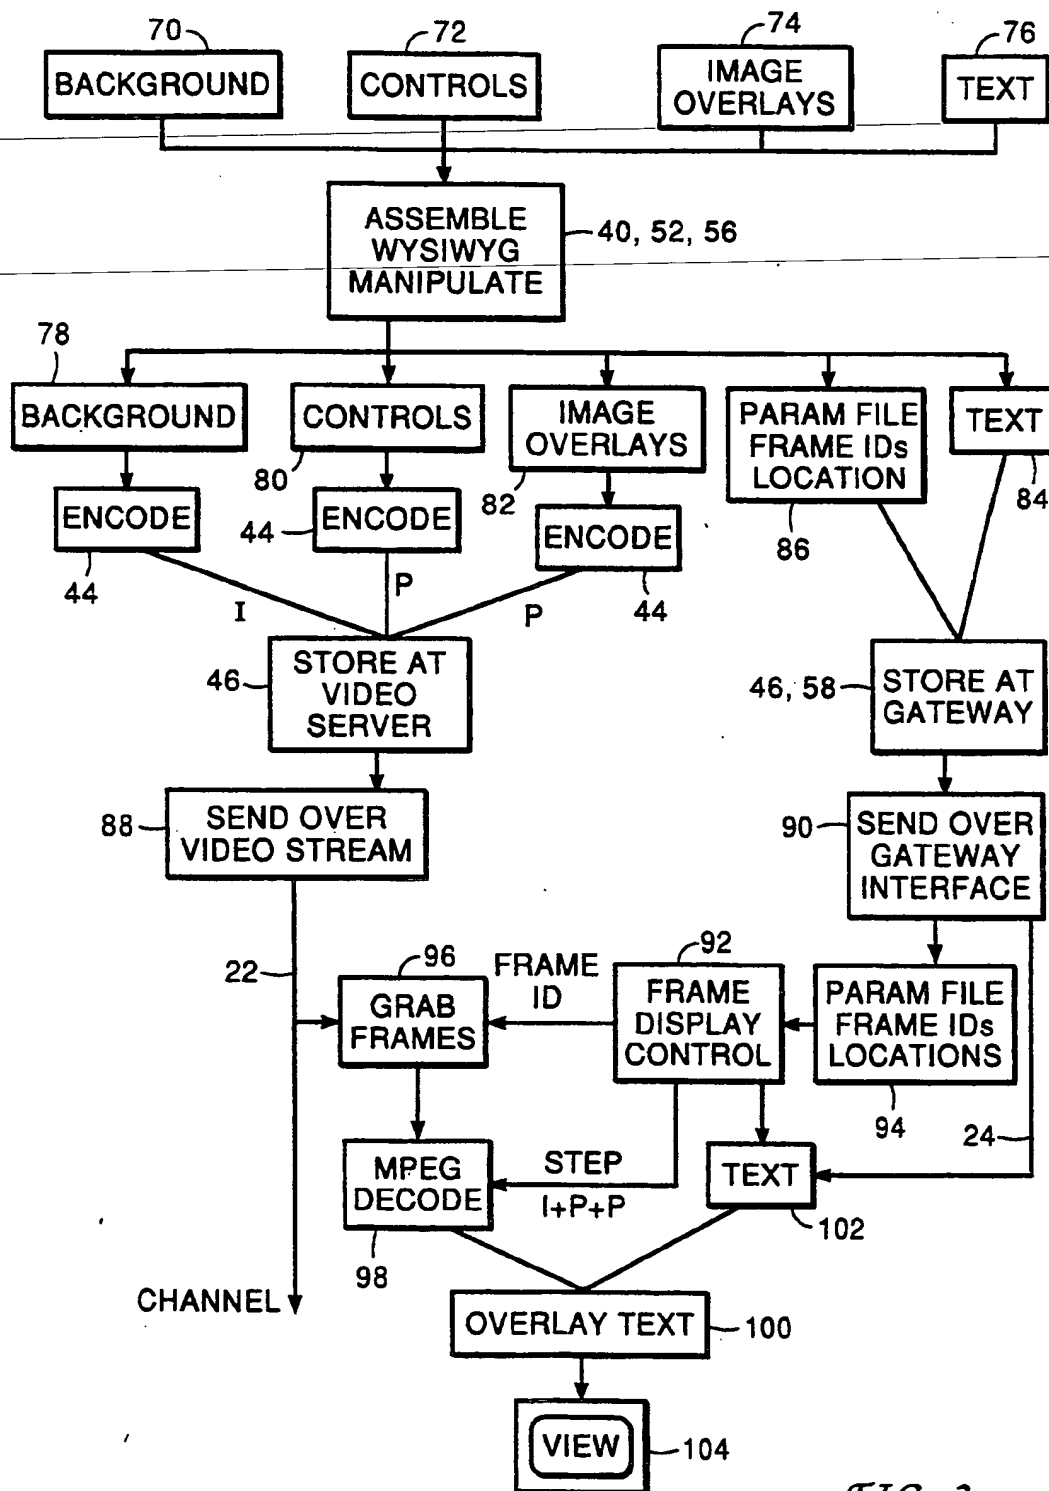 70
72
74
76
BACKGROUND
CONTROLS
IMAGE
OVERLAYS
TEXT
ASSEMBLE
WYSIWYG
MANIPULATE
40, 52, 56
78
BACKGROUND
CONTROLS
IMAGE
OVERLAYS
PARAM FILE
FRAME IDs
LOCATION
TEXT
80
82
84
86
ENCODE
44
ENCODE
44
ENCODE
44
I
P
P
46
STORE AT
VIDEO
SERVER
46, 58
STORE AT
GATEWAY
88
SEND OVER
VIDEO STREAM
90
SEND OVER
GATEWAY
INTERFACE
22
96
GRAB
FRAMES
FRAME
ID
92
FRAME
DISPLAY
CONTROL
PARAM FILE
FRAME IDs
LOCATIONS
94
24
MPEG
DECODE
98
STEP
I+P+P
TEXT
102
CHANNEL
OVERLAY TEXT
100
VIEW
104